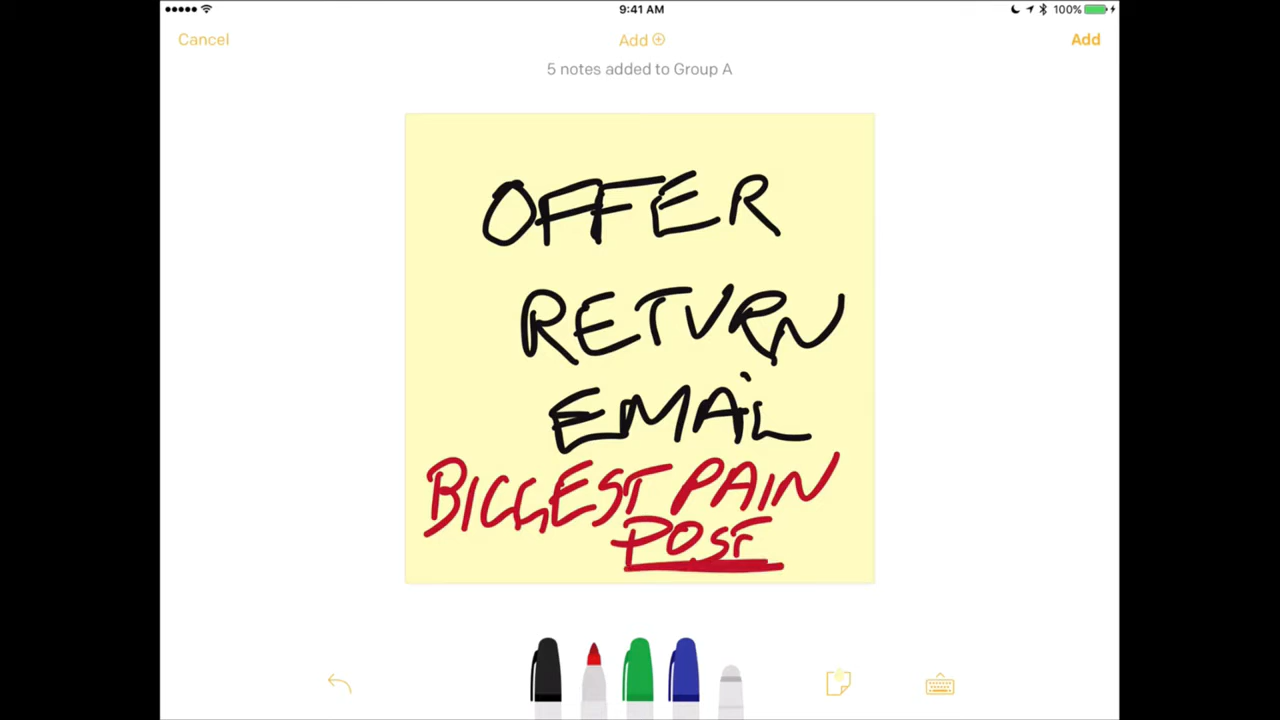 9:41 AM
100%
Cancel
Add
Add
5 notes added to Group A
OFFER
RETURN
EMAIL
BIGGEST PAIN
POST